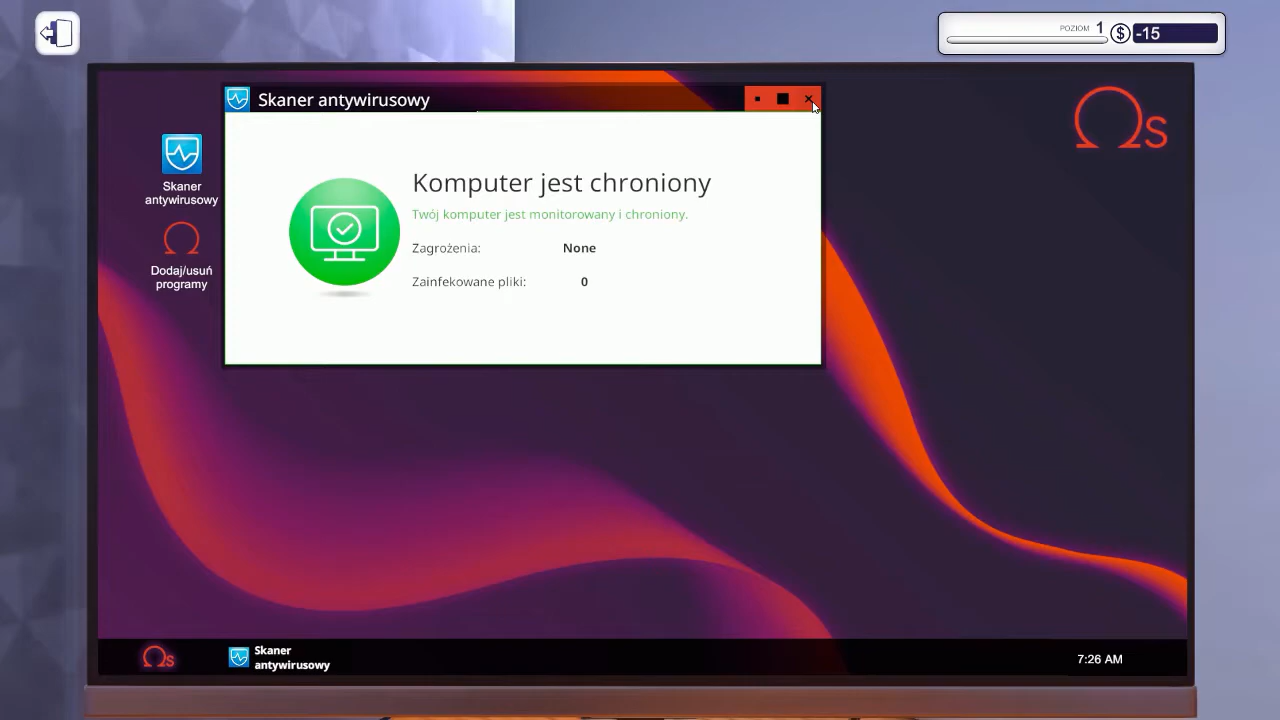 POZIOM 1 $ -15
Skaner antywirusowy
Ωs
Skaner
antywirusowy
Komputer jest chroniony
Twój komputer jest monitorowany i chroniony.
Zagrożenia: None
Dodaj/usuń
programy
Zainfekowane pliki: 0
Ωs
Skaner
antywirusowy
7:26 AM